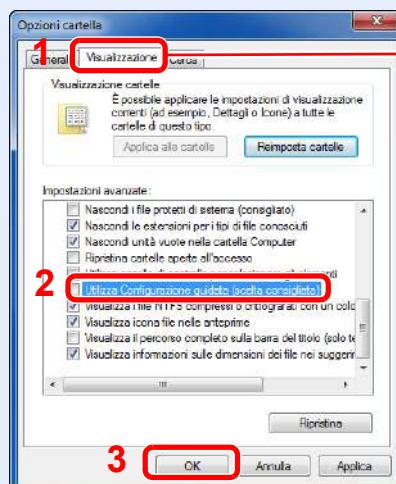 Opzioni cartella
1
Generali Visualizzazione Cerca
Visualizzazione cartelle
È possibile applicare le impostazioni di visualizzazione
correnti (ad esempio, Dettagli o Icone) a tutte le
cartelle di questo tipo.
Applica alle cartelle Reimposta cartelle
Impostazioni avanzate:
Nascondi i file protetti di sistema (consigliato)
Nascondi le estensioni per i tipi di file conosciuti
Nascondi unità vuote nella cartella Computer
Ripristina cartelle aperte all'accesso
2
Utilizza Configurazione guidata (scelta consigliata)
Visualizza i file NTFS compressi o crittografati con un colo
Visualizza icona file nelle anteprime
Visualizza il percorso completo sulla barra del titolo (solo te
Visualizza informazioni sulle dimensioni dei file nei suggerir
Ripristina
3
OK Annulla Applica